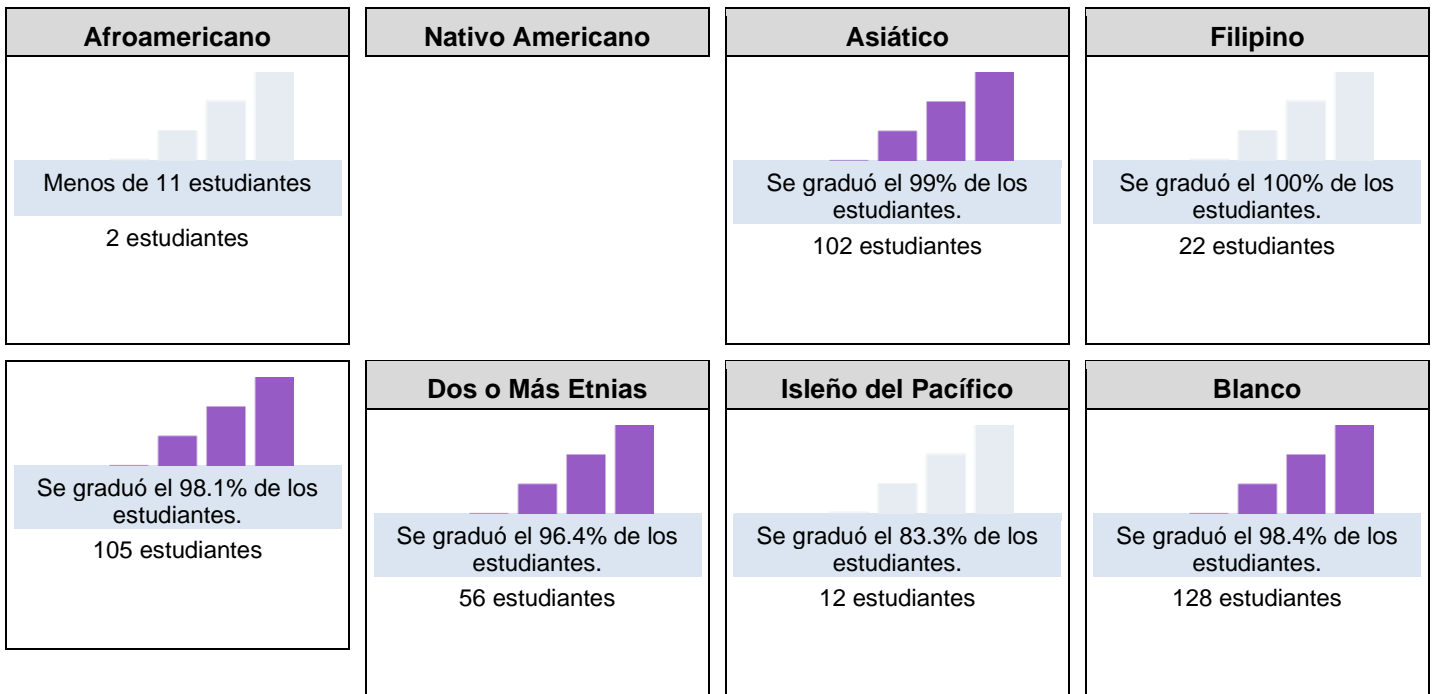 Afroamericano
Menos de 11 estudiantes
2 estudiantes
Nativo Americano
Asiático
Se graduó el 99% de los
estudiantes.
102 estudiantes
Filipino
Se graduó el 100% de los
estudiantes.
22 estudiantes
Se graduó el 98.1% de los
estudiantes.
105 estudiantes
Dos o Más Etnias
Se graduó el 96.4% de los
estudiantes.
56 estudiantes
Isleño del Pacífico
Se graduó el 83.3% de los
estudiantes.
12 estudiantes
Blanco
Se graduó el 98.4% de los
estudiantes.
128 estudiantes